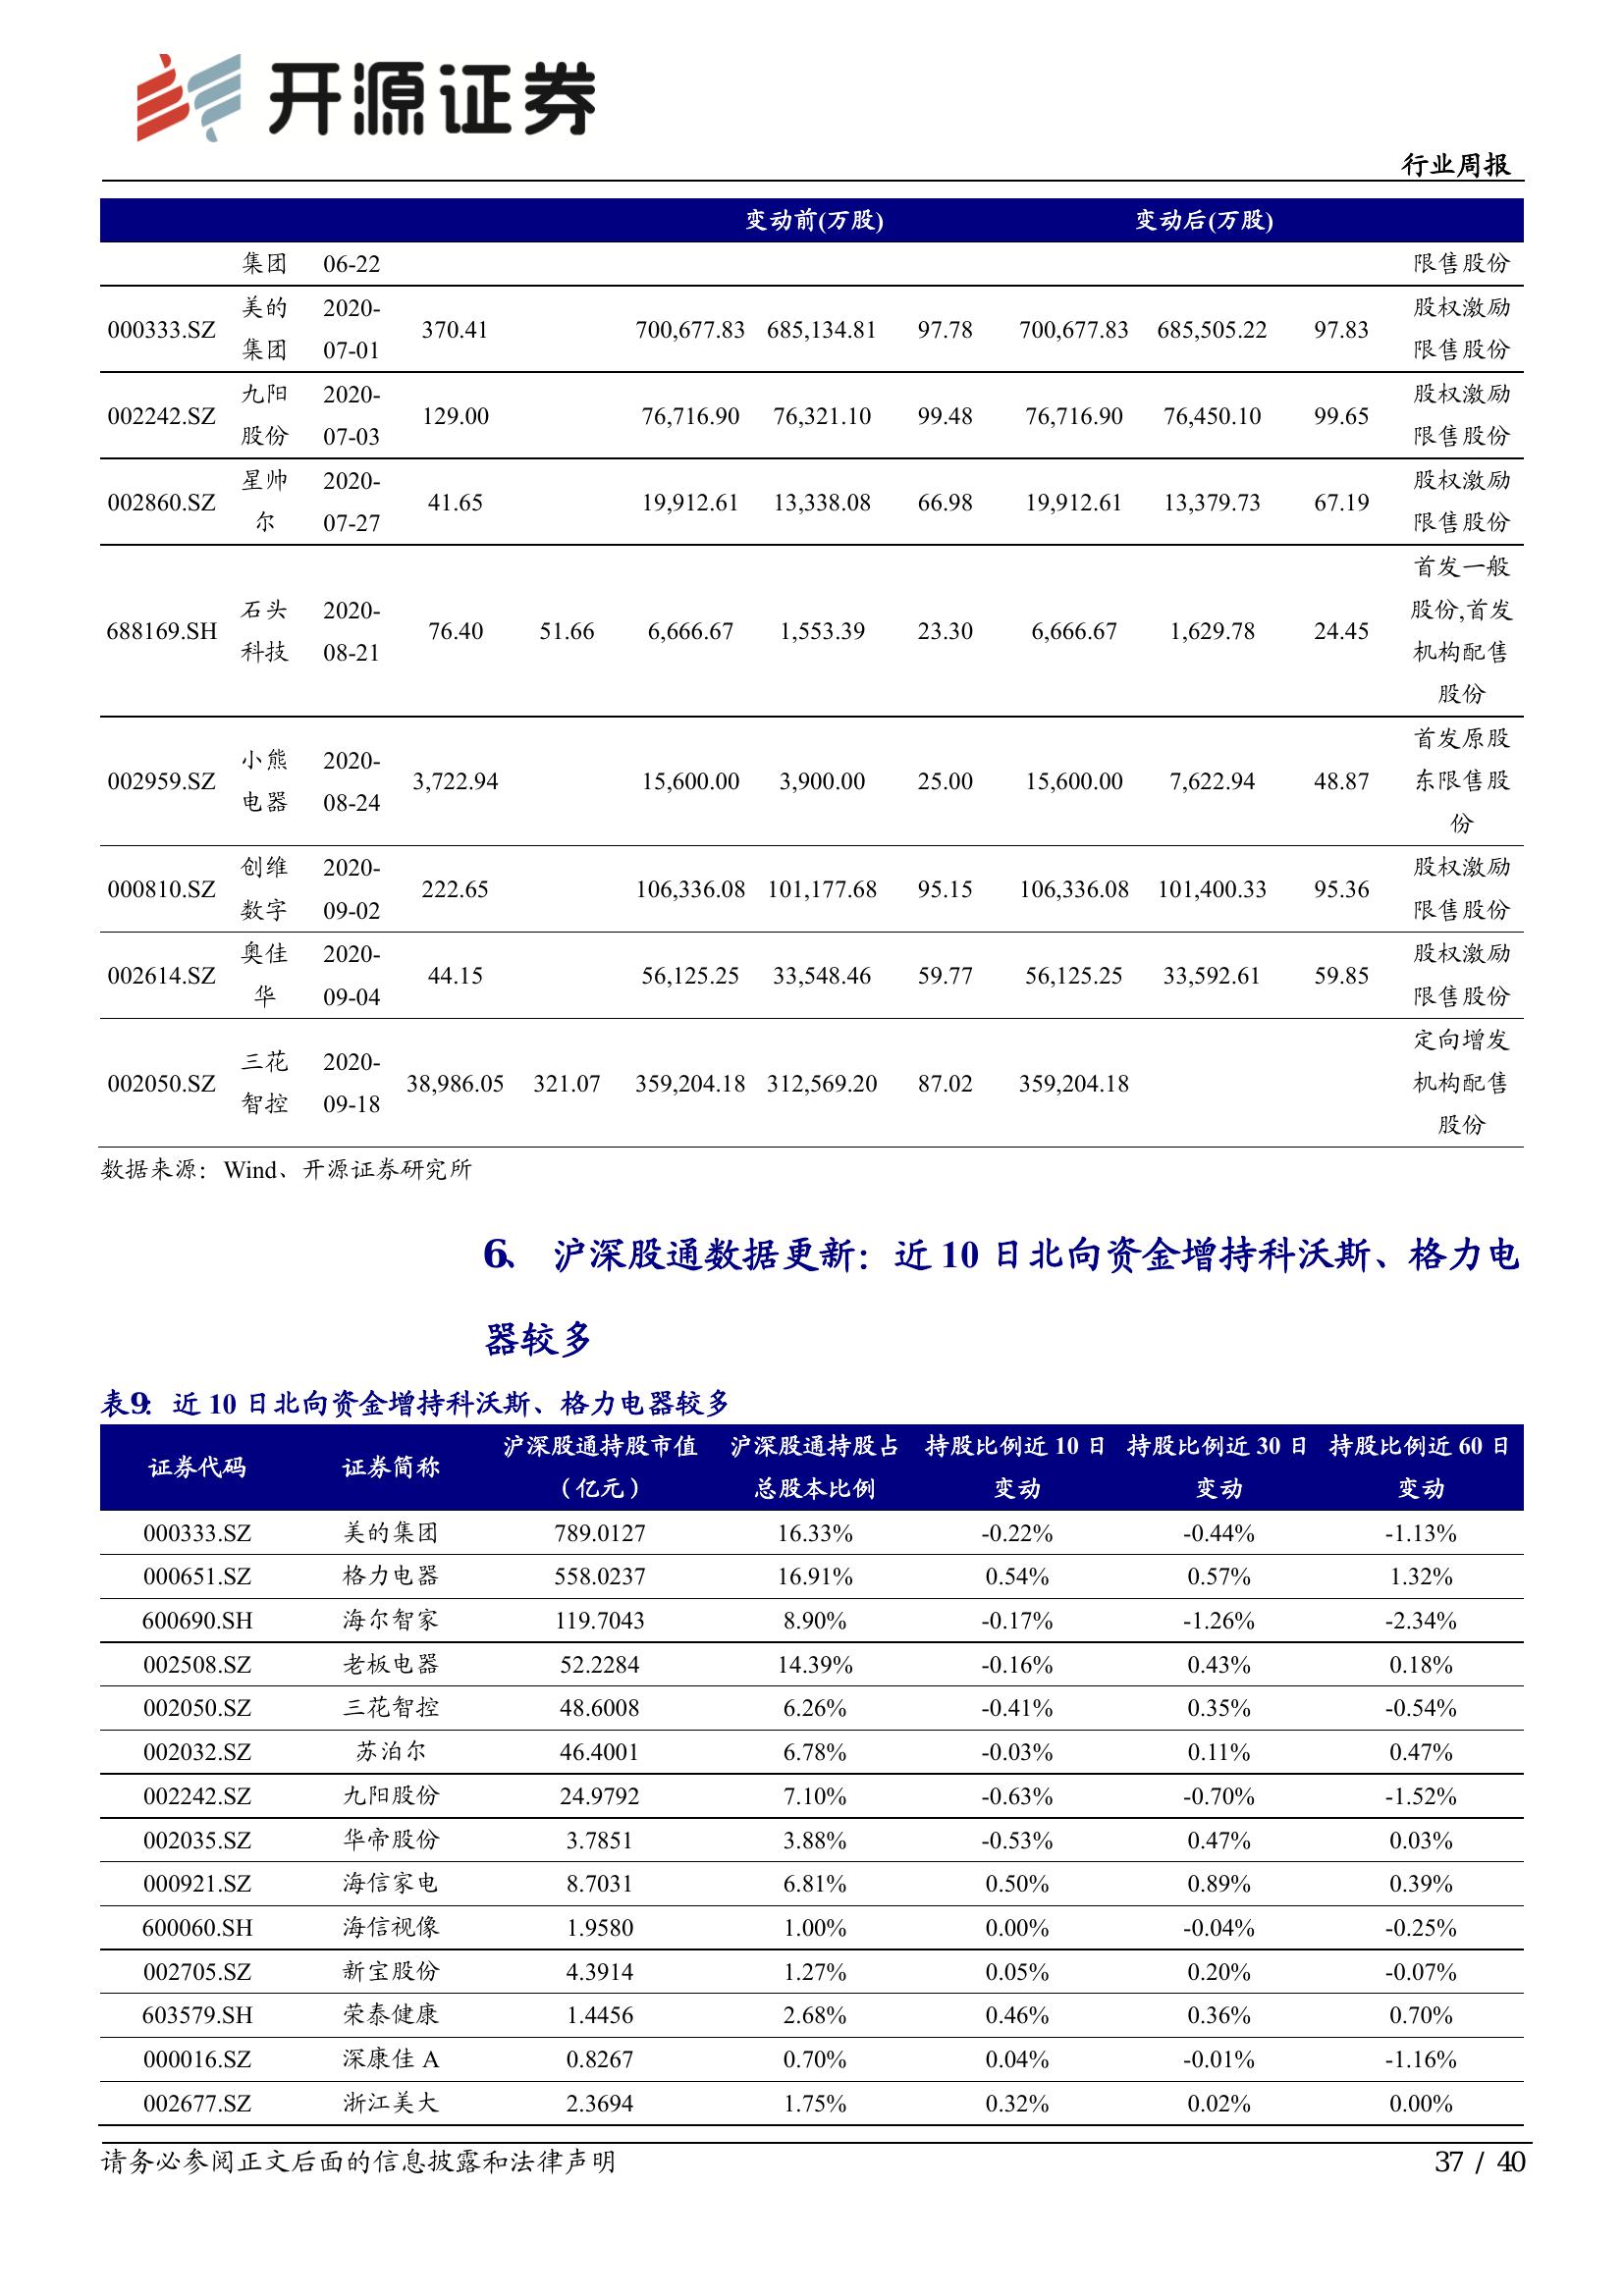 开源证券
行业周报
变动前(万股) 变动后(万股)
集团 06-22 限售股份
000333.SZ 美的集团 2020-07-01 370.41 700,677.83 685,134.81 97.78 700,677.83 685,505.22 97.83 股权激励限售股份
002242.SZ 九阳股份 2020-07-03 129.00 76,716.90 76,321.10 99.48 76,716.90 76,450.10 99.65 股权激励限售股份
002860.SZ 星帅尔 2020-07-27 41.65 19,912.61 13,338.08 66.98 19,912.61 13,379.73 67.19 股权激励限售股份
688169.SH 石头科技 2020-08-21 76.40 51.66 6,666.67 1,553.39 23.30 6,666.67 1,629.78 24.45 首发一般股份,首发机构配售股份
002959.SZ 小熊电器 2020-08-24 3,722.94 15,600.00 3,900.00 25.00 15,600.00 7,622.94 48.87 首发原股东限售股份
000810.SZ 创维数字 2020-09-02 222.65 106,336.08 101,177.68 95.15 106,336.08 101,400.33 95.36 股权激励限售股份
002614.SZ 奥佳华 2020-09-04 44.15 56,125.25 33,548.46 59.77 56,125.25 33,592.61 59.85 股权激励限售股份
002050.SZ 三花智控 2020-09-18 38,986.05 321.07 359,204.18 312,569.20 87.02 359,204.18 定向增发机构配售股份
数据来源：Wind、开源证券研究所
6、 沪深股通数据更新：近 10 日北向资金增持科沃斯、格力电
器较多
表9：近 10 日北向资金增持科沃斯、格力电器较多
证券代码 证券简称 沪深股通持股市值（亿元） 沪深股通持股占总股本比例 持股比例近 10 日变动 持股比例近 30 日变动 持股比例近 60 日变动
000333.SZ 美的集团 789.0127 16.33% -0.22% -0.44% -1.13%
000651.SZ 格力电器 558.0237 16.91% 0.54% 0.57% 1.32%
600690.SH 海尔智家 119.7043 8.90% -0.17% -1.26% -2.34%
002508.SZ 老板电器 52.2284 14.39% -0.16% 0.43% 0.18%
002050.SZ 三花智控 48.6008 6.26% -0.41% 0.35% -0.54%
002032.SZ 苏泊尔 46.4001 6.78% -0.03% 0.11% 0.47%
002242.SZ 九阳股份 24.9792 7.10% -0.63% -0.70% -1.52%
002035.SZ 华帝股份 3.7851 3.88% -0.53% 0.47% 0.03%
000921.SZ 海信家电 8.7031 6.81% 0.50% 0.89% 0.39%
600060.SH 海信视像 1.9580 1.00% 0.00% -0.04% -0.25%
002705.SZ 新宝股份 4.3914 1.27% 0.05% 0.20% -0.07%
603579.SH 荣泰健康 1.4456 2.68% 0.46% 0.36% 0.70%
000016.SZ 深康佳 A 0.8267 0.70% 0.04% -0.01% -1.16%
002677.SZ 浙江美大 2.3694 1.75% 0.32% 0.02% 0.00%
请务必参阅正文后面的信息披露和法律声明 37 / 40